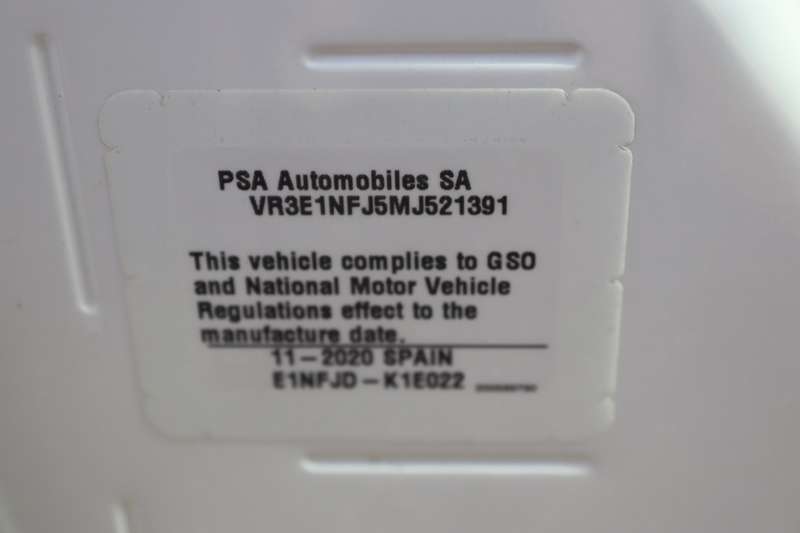 PSA Automobiles SA
VR3E1NFJ5MJ521391
This vehicle complies to GSO
and National Motor Vehicle
Regulations effect to the
manufacture date.
11-2020 SPAIN
E1NFJD-K1E022